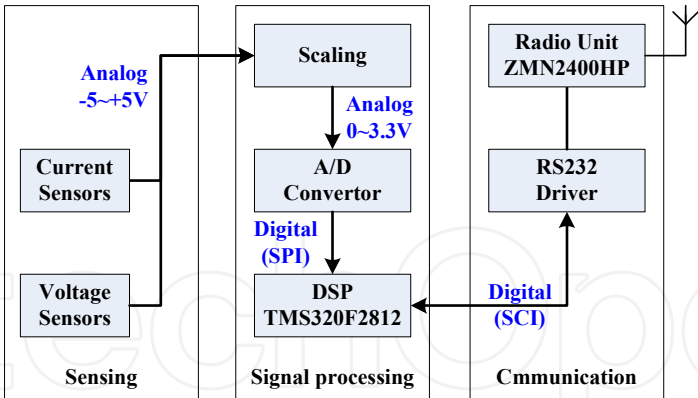 Analog
-5~+5V
Current
Sensors
Voltage
Sensors
Sensing
Scaling
Analog
0~3.3V
A/D
Convertor
Digital
(SPI)
DSP
TMS320F2812
Signal processing
Radio Unit
ZMN2400HP
RS232
Driver
Digital
(SCI)
Cmmunication